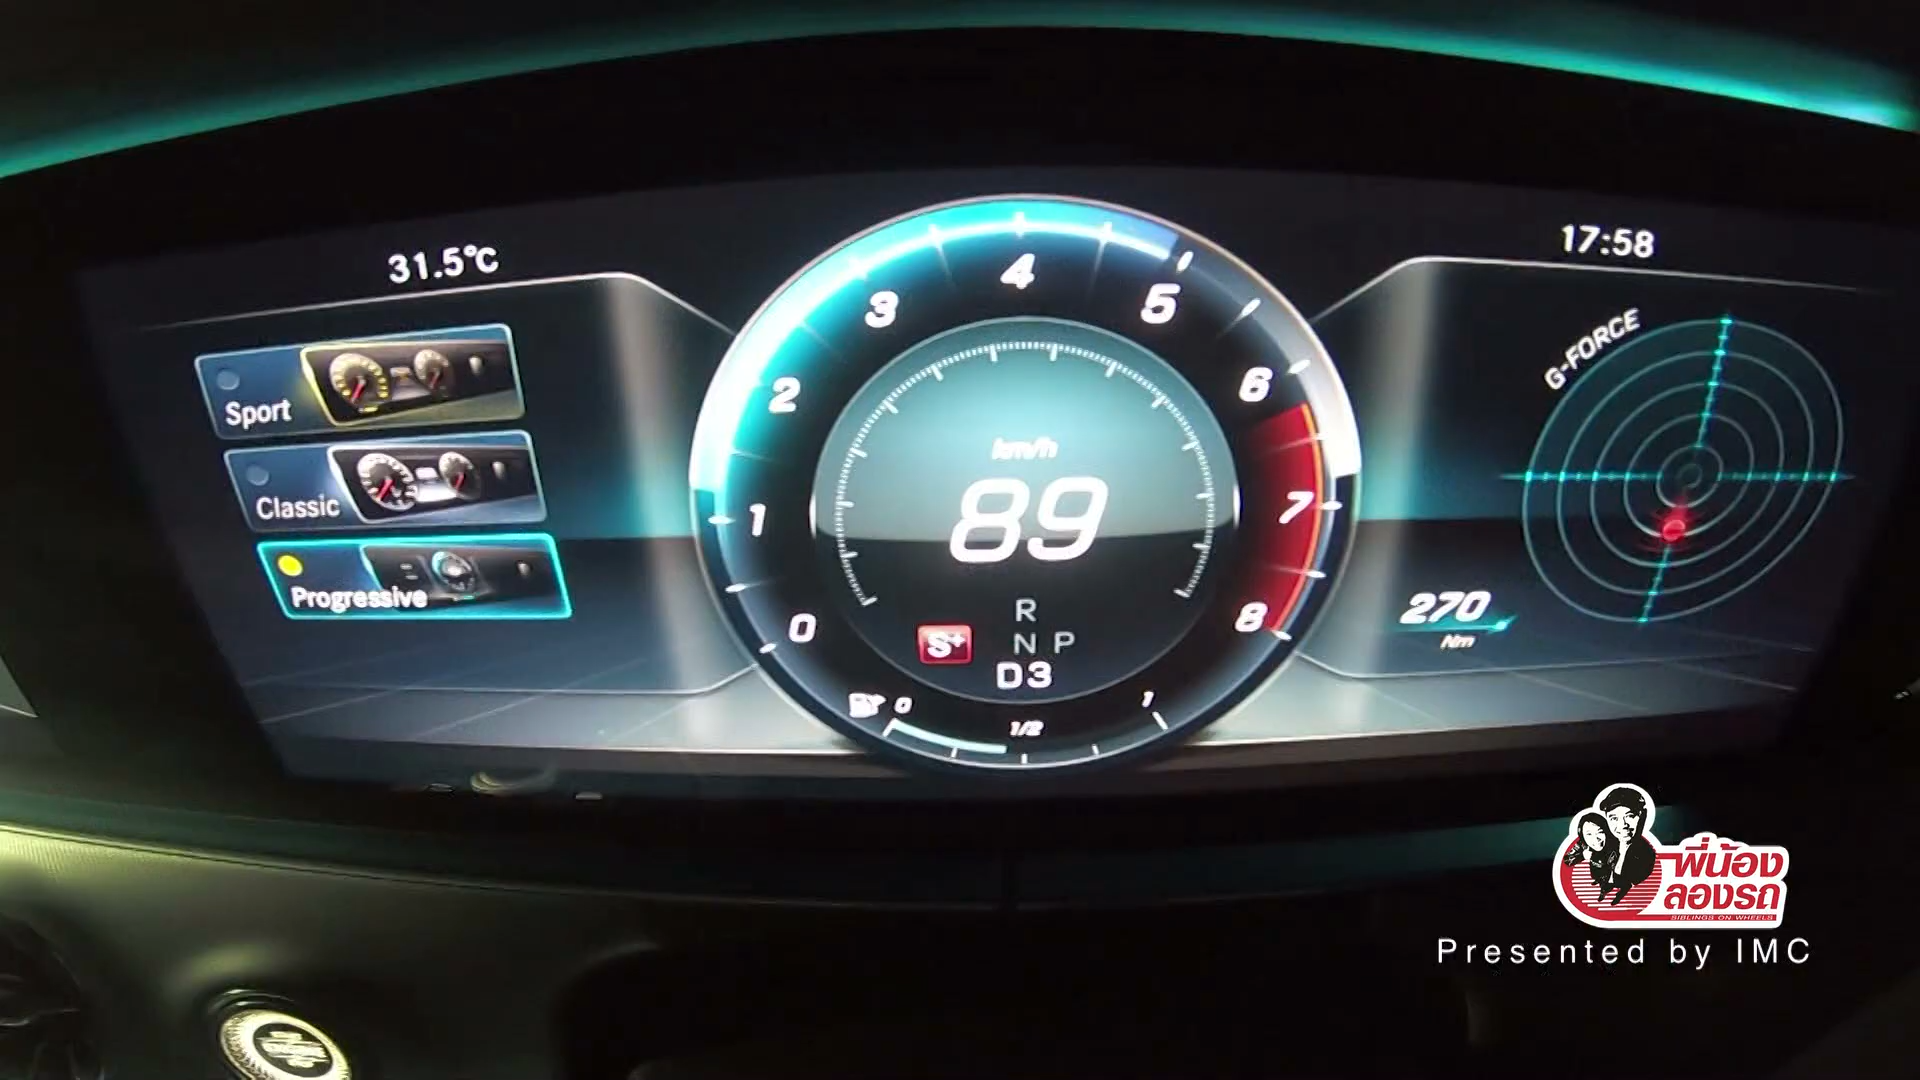 31.5°C
17:58
Sport
Classic
Progressive
0
1
2
3
4
5
6
7
8
km/h
89
S+
R
N P
D3
0
1/2
1
G-FORCE
270
Nm
พี่น้อง
ลองรถ
SIBLINGS ON WHEELS
Presented by IMC